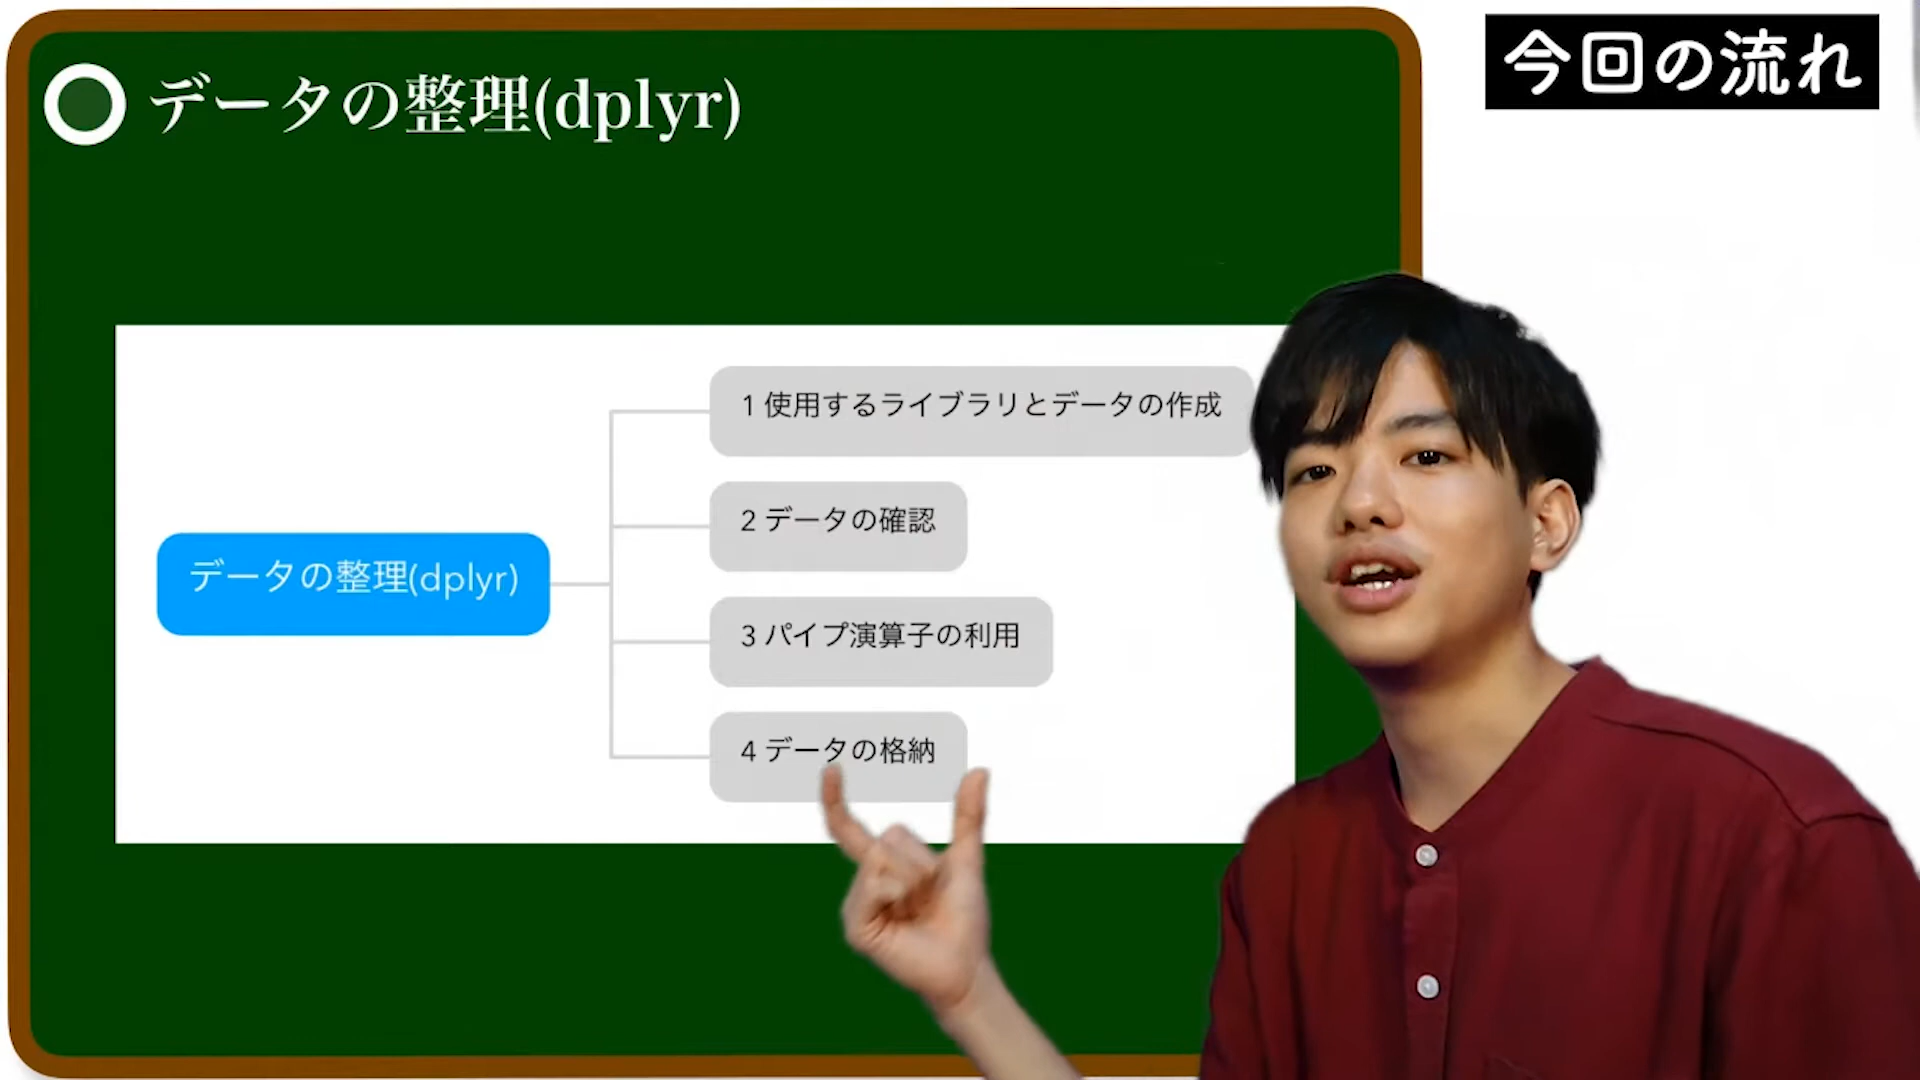 データの整理(dplyr)
今回の流れ
データの整理(dplyr)
1 使用するライブラリとデータの作成
2 データの確認
3 パイプ演算子の利用
4 データの格納